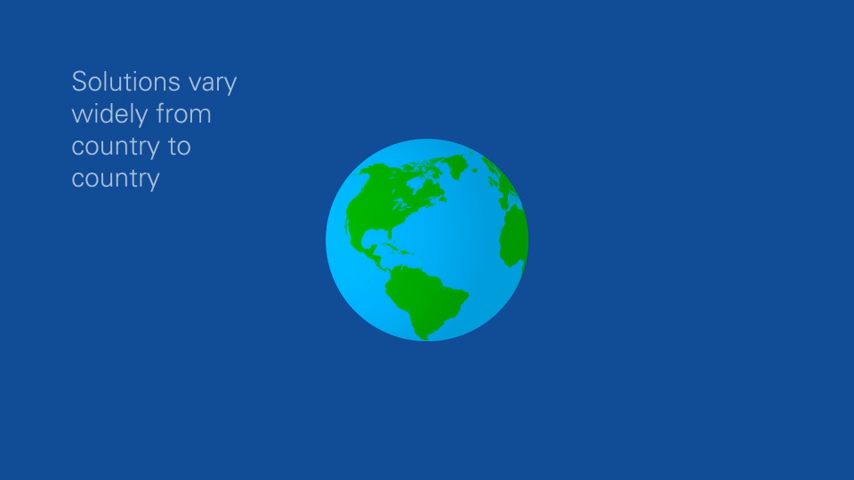 Solutions vary
widely from
country to
country